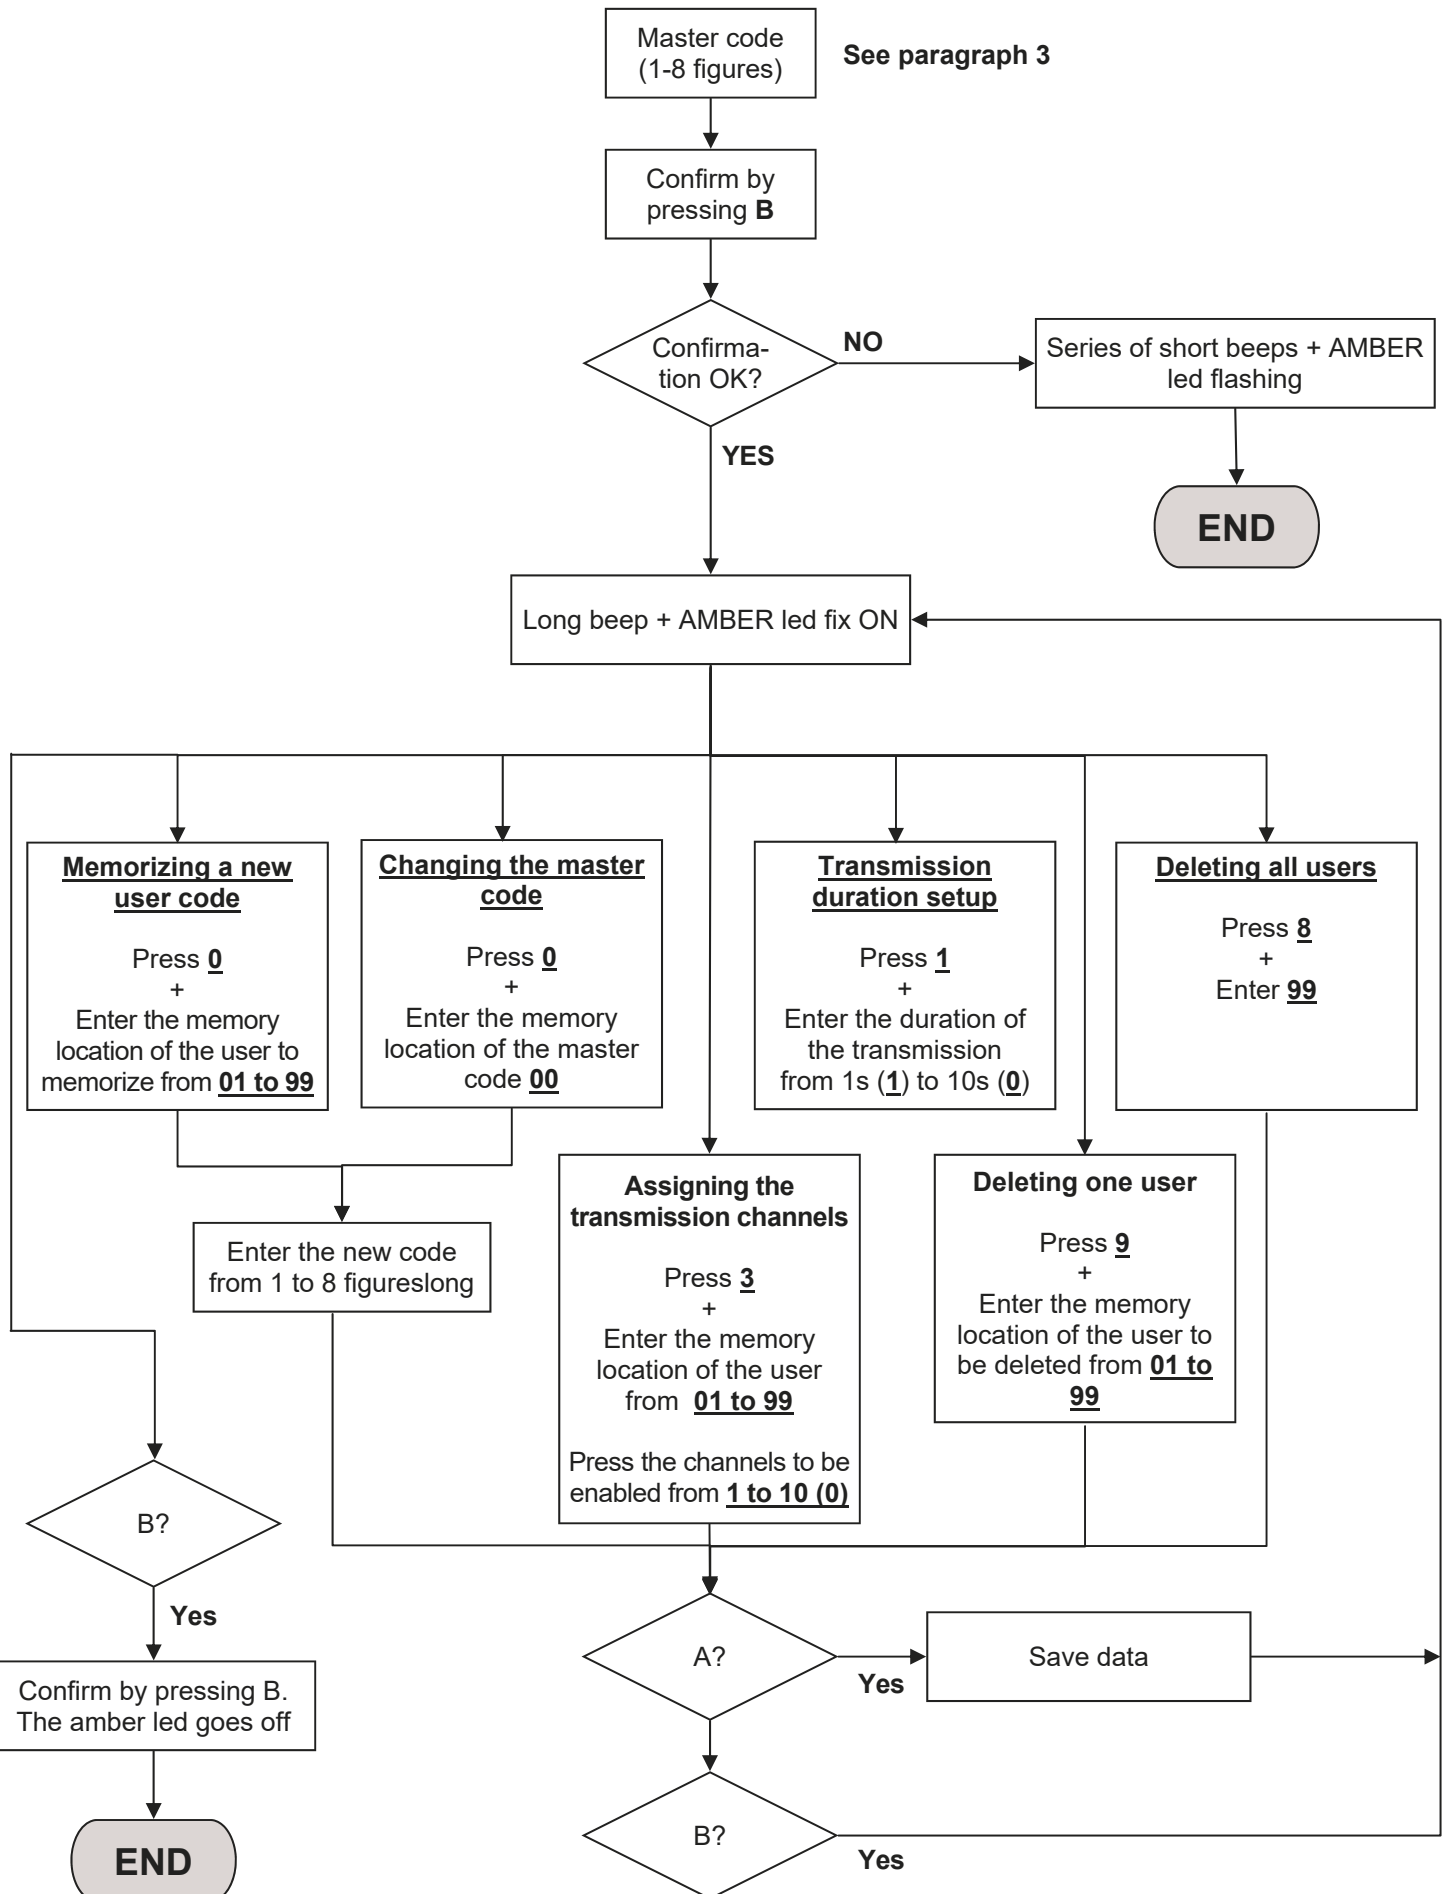 Master code
(1-8 figures)
See paragraph 3
Confirm by
pressing B
Confirma-
tion OK?
NO
Series of short beeps + AMBER
led flashing
YES
END
Long beep + AMBER led fix ON
Memorizing a new
user code
Press 0
+
Enter the memory
location of the user to
memorize from 01 to 99
Changing the master
code
Press 0
+
Enter the memory
location of the master
code 00
Transmission
duration setup
Press 1
+
Enter the duration of
the transmission
from 1s (1) to 10s (0)
Deleting all users
Press 8
+
Enter 99
Enter the new code
from 1 to 8 figureslong
Assigning the
transmission channels
Press 3
+
Enter the memory
location of the user
from 01 to 99
Press the channels to be
enabled from 1 to 10 (0)
Deleting one user
Press 9
+
Enter the memory
location of the user to
be deleted from 01 to
99
B?
Yes
Confirm by pressing B.
The amber led goes off
END
A?
Yes
Save data
B?
Yes